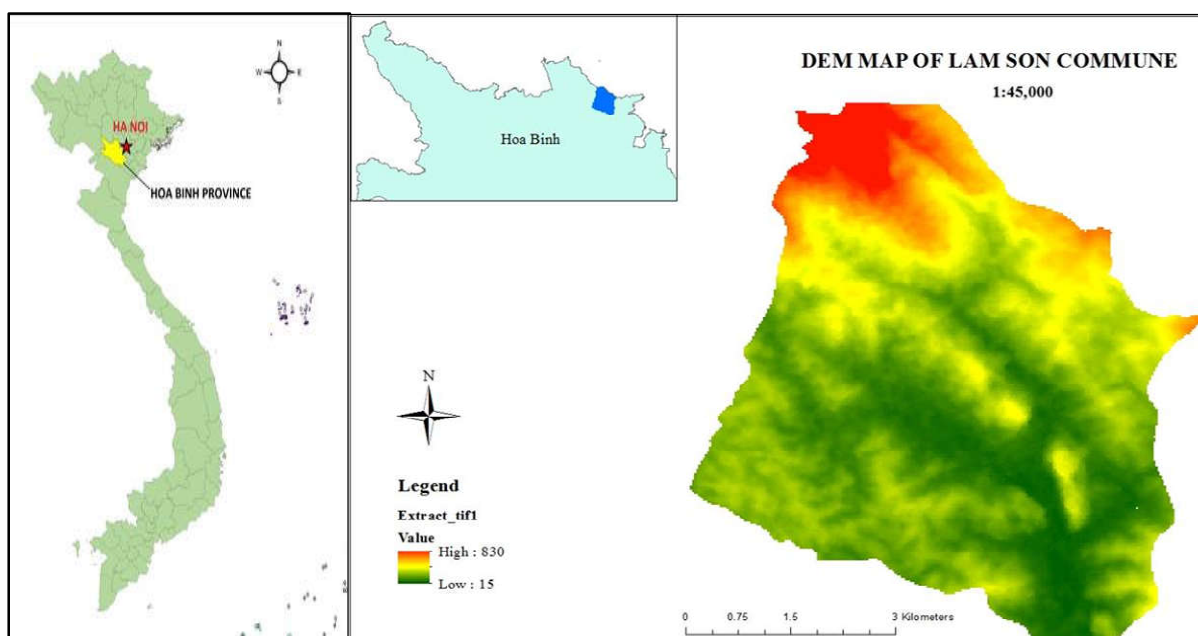 N
W
E
S
HA NOI
HOA BINH PROVINCE
Hoa Binh
DEM MAP OF LAM SON COMMUNE
1:45,000
N
Legend
Extract_tif1
Value
High : 830
Low : 15
0 0.75 1.5 3 Kilometers